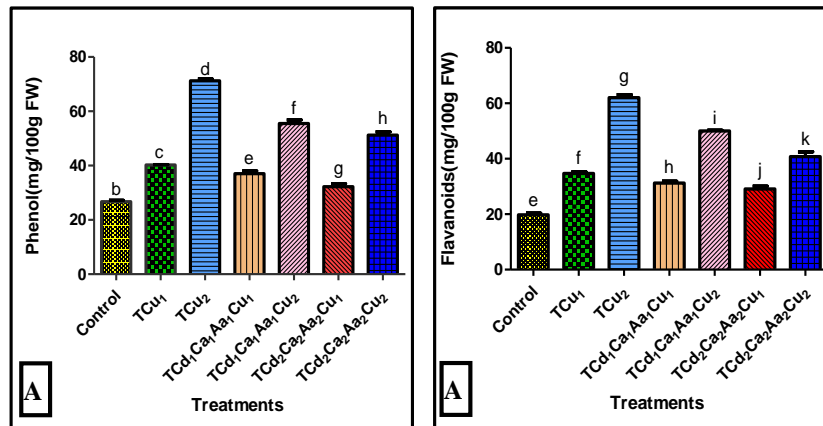 Phenol(mg/100g FW)
80
60
40
20
0
b
c
d
e
f
g
h
Control
TCu₁
TCu₂
TCd₁Ca₁Aa₁Cu₁
TCd₁Ca₁Aa₁Cu₂
TCd₂Ca₂Aa₂Cu₁
TCd₂Ca₂Aa₂Cu₂
Treatments
A
Flavanoids(mg/100g FW)
80
60
40
20
0
e
f
g
h
i
j
k
Control
TCu₁
TCu₂
TCd₁Ca₁Aa₁Cu₁
TCd₁Ca₁Aa₁Cu₂
TCd₂Ca₂Aa₂Cu₁
TCd₂Ca₂Aa₂Cu₂
Treatments
A